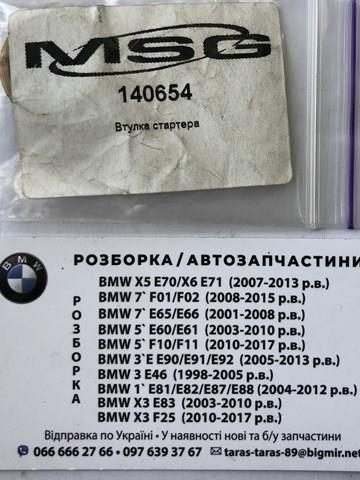 MSG
140654
Втулка стартера
BMW
РОЗБОРКА / АВТОЗАПЧАСТИНИ
РОЗБОРКА
BMW X5 E70/X6 E71 (2007-2013 р.в.)
BMW 7` F01/F02 (2008-2015 р.в.)
BMW 7` E65/E66 (2001-2008 р.в.)
BMW 5` E60/E61 (2003-2010 р.в.)
BMW 5` F10/F11 (2010-2017 р.в.)
BMW 3`E E90/E91/E92 (2005-2013 р.в.)
BMW 3 E46 (1998-2005 р.в.)
BMW 1` E81/E82/E87/E88 (2004-2012 р.в.)
BMW X3 E83 (2003-2010 р.в.)
BMW X3 F25 (2010-2017 р.в.)
Відправка по Україні • У наявності нові та б/у запчастини
066 666 27 66 • 097 639 37 67 taras-taras-89@bigmir.net